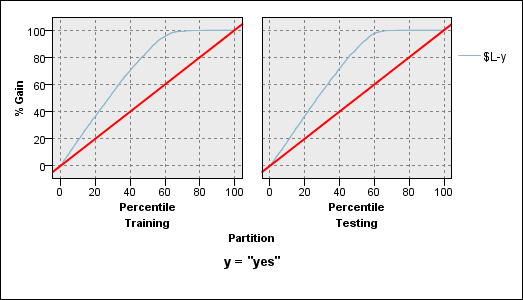 % Gain
100
80
60
40
20
0
0 20 40 60 80 100
0 20 40 60 80 100
Percentile
Training
Percentile
Testing
$L-y
Partition
y = "yes"